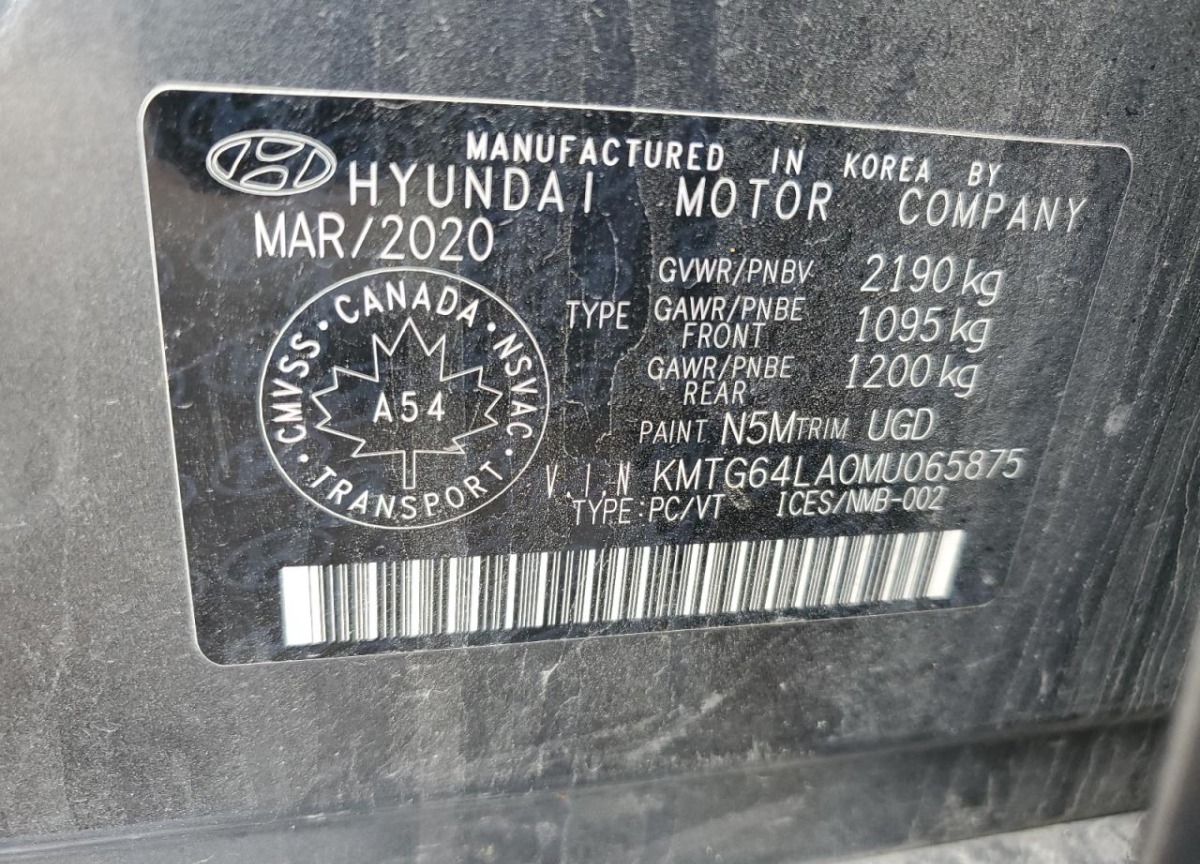 MANUFACTURED IN KOREA BY
HYUNDAI MOTOR COMPANY
MAR/2020
GVWR/PNBV 2190 kg
TYPE GAWR/PNBE FRONT 1095 kg
GAWR/PNBE REAR 1200 kg
PAINT N5M TRIM UGD
V.I.N KMTG64LA0MU065875
TYPE:PC/VT ICES/NMB-002
CMVSS · CANADA · NSVAC · TRANSPORT ·
A54